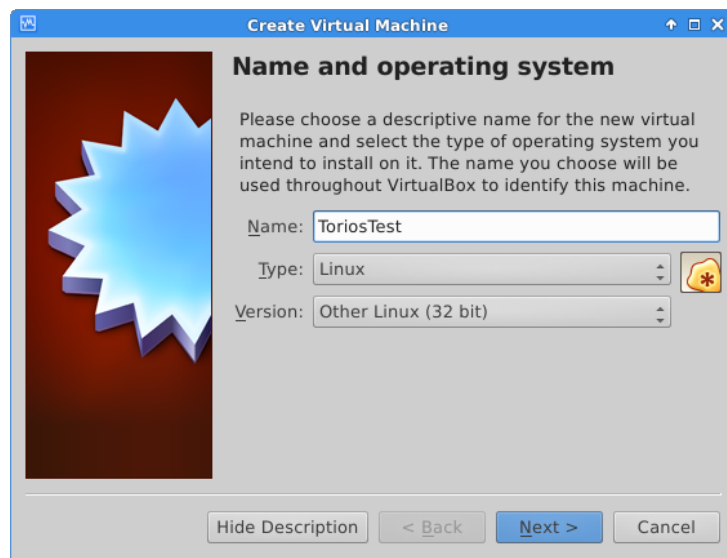 Create Virtual Machine
Name and operating system
Please choose a descriptive name for the new virtual
machine and select the type of operating system you
intend to install on it. The name you choose will be
used throughout VirtualBox to identify this machine.
Name: ToriosTest
Type: Linux
Version: Other Linux (32 bit)
Hide Description < Back Next > Cancel